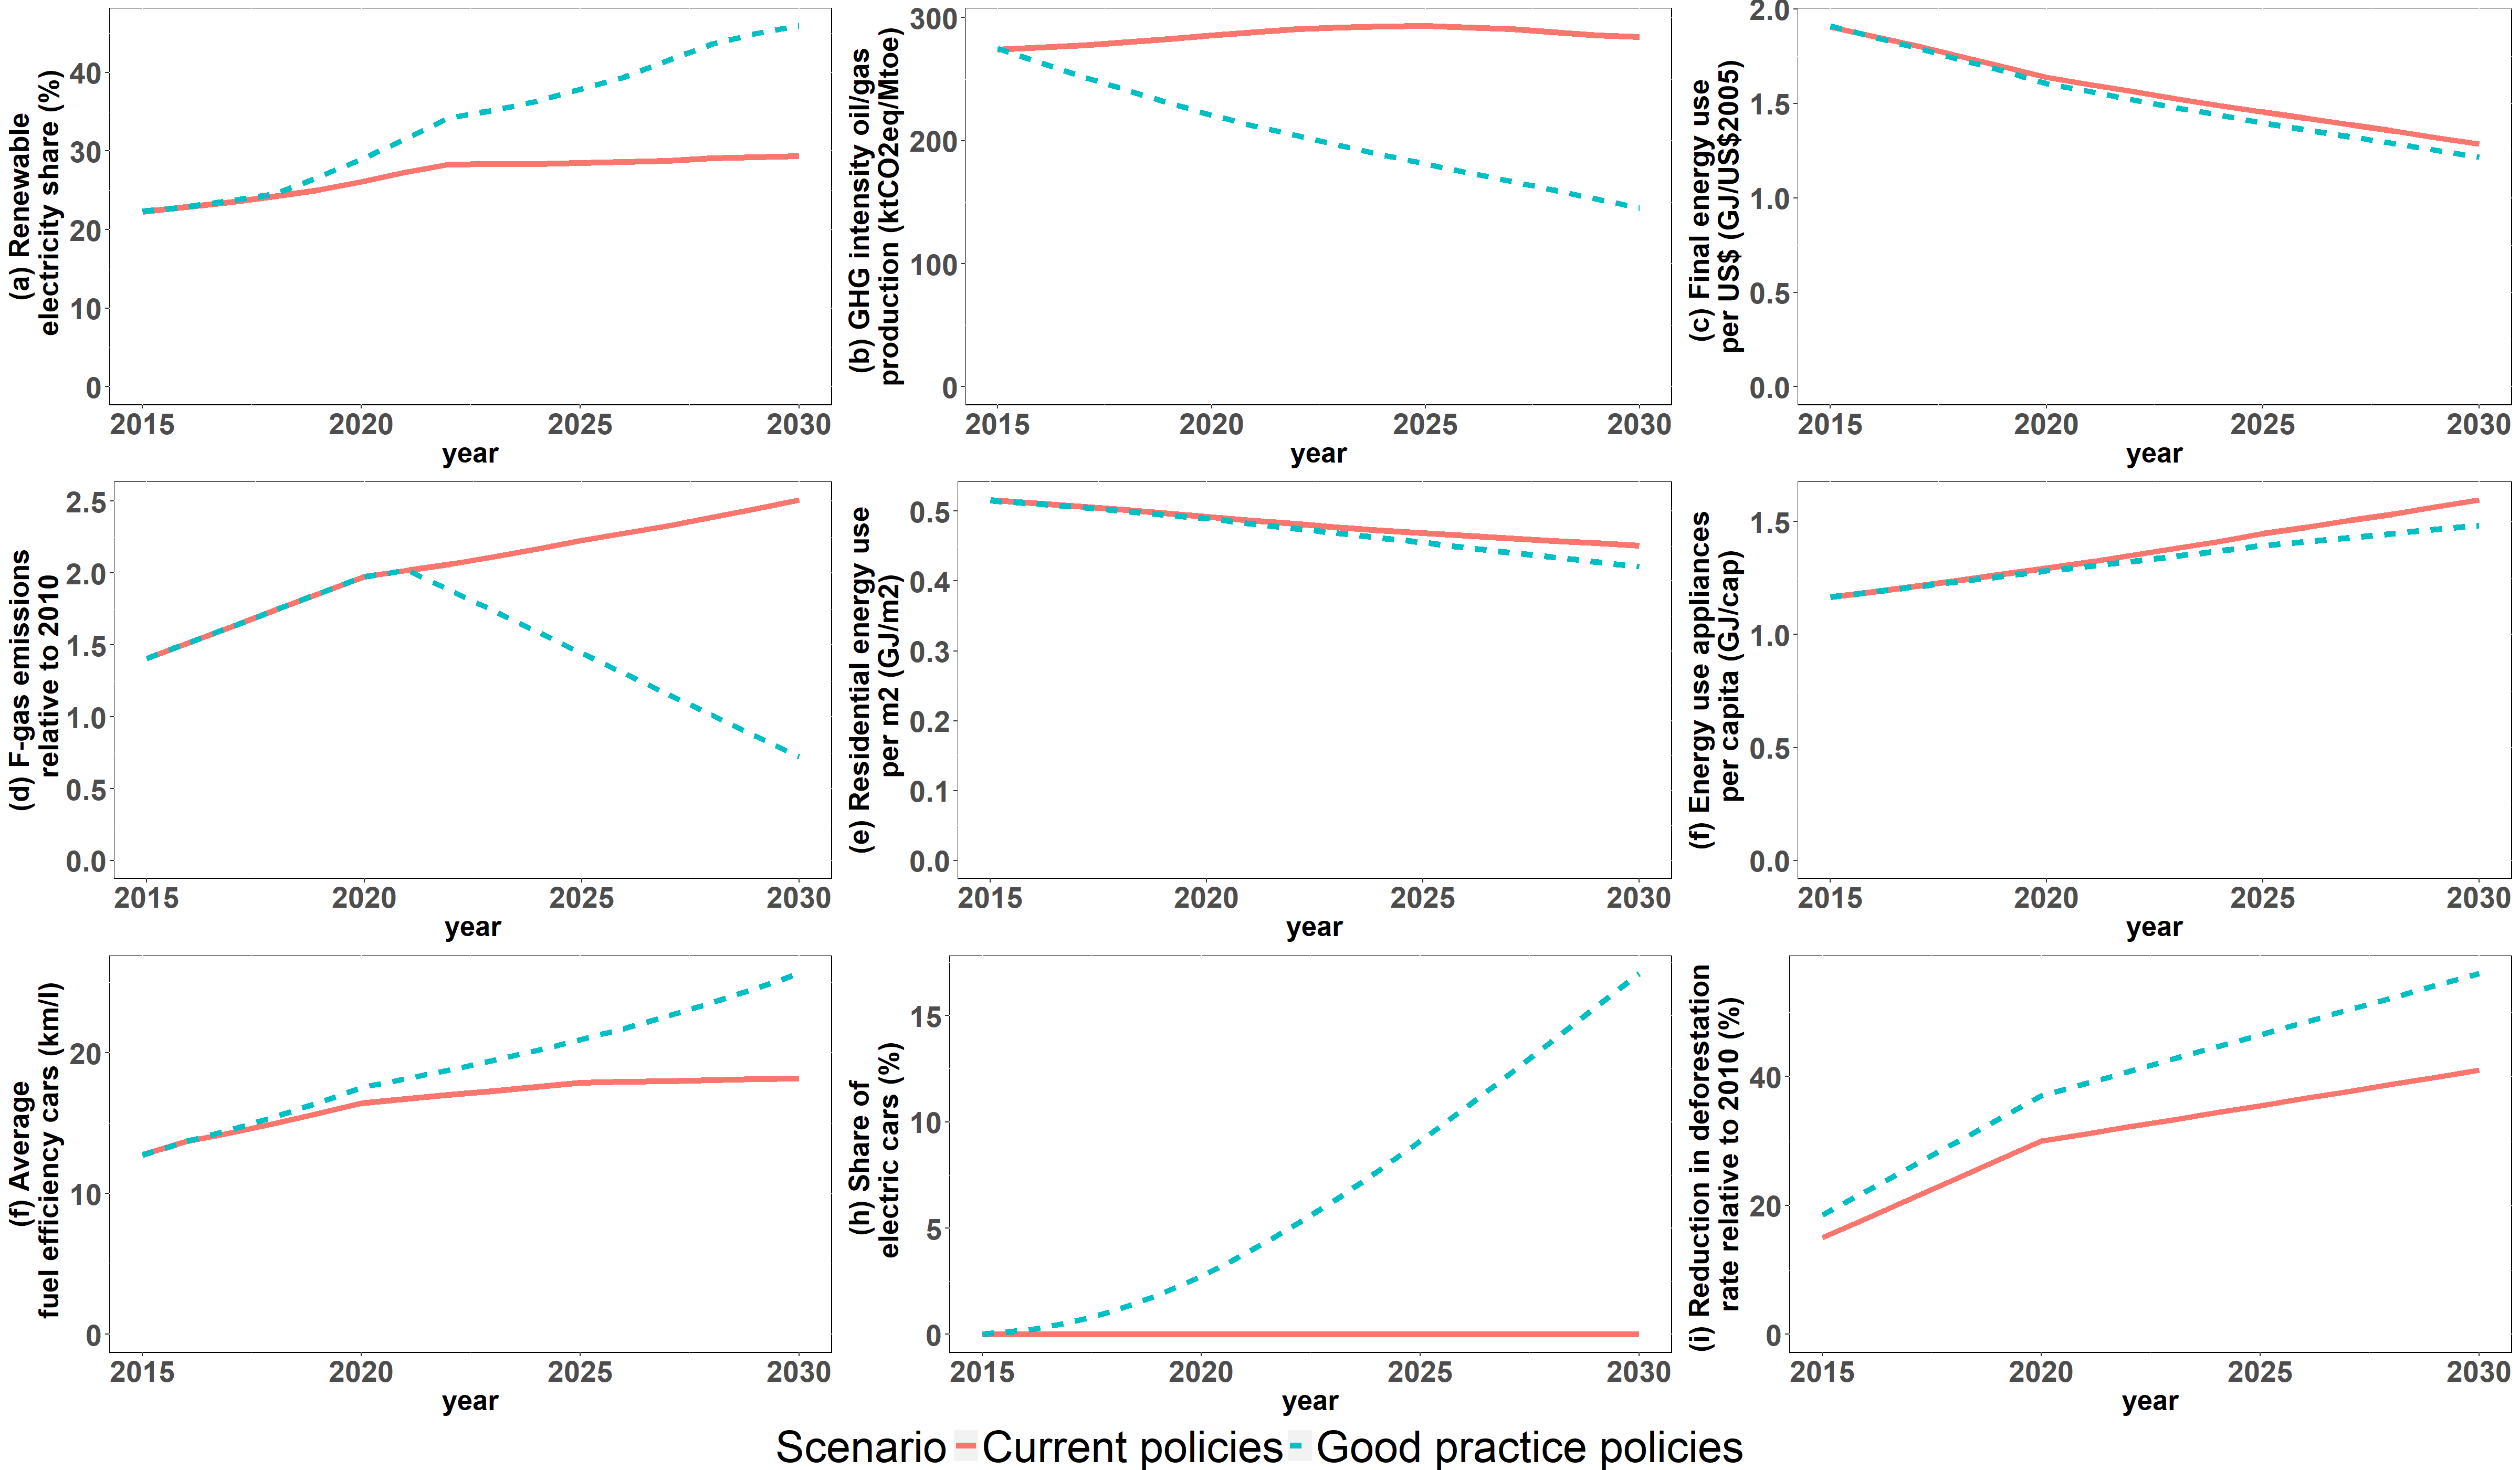 (a) Renewable
electricity share (%)
40
30
20
10
0
2015 2020 2025 2030
year
(b) GHG intensity oil/gas
production (ktCO2eq/Mtoe)
300
200
100
0
2015 2020 2025 2030
year
(c) Final energy use
per US$ (GJ/US$2005)
2.0
1.5
1.0
0.5
0.0
2015 2020 2025 2030
year
(d) F-gas emissions
relative to 2010
2.5
2.0
1.5
1.0
0.5
0.0
2015 2020 2025 2030
year
(e) Residential energy use
per m2 (GJ/m2)
0.5
0.4
0.3
0.2
0.1
0.0
2015 2020 2025 2030
year
(f) Energy use appliances
per capita (GJ/cap)
1.5
1.0
0.5
0.0
2015 2020 2025 2030
year
(f) Average
fuel efficiency cars (km/l)
20
10
0
2015 2020 2025 2030
year
(h) Share of
electric cars (%)
15
10
5
0
2015 2020 2025 2030
year
(i) Reduction in deforestation
rate relative to 2010 (%)
40
20
0
2015 2020 2025 2030
year
Scenario Current policies Good practice policies